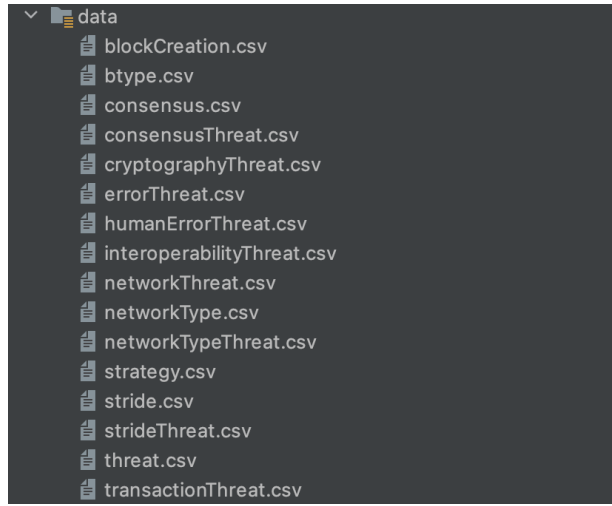 data
blockCreation.csv
btype.csv
consensus.csv
consensusThreat.csv
cryptographyThreat.csv
errorThreat.csv
humanErrorThreat.csv
interoperabilityThreat.csv
networkThreat.csv
networkType.csv
networkTypeThreat.csv
strategy.csv
stride.csv
strideThreat.csv
threat.csv
transactionThreat.csv